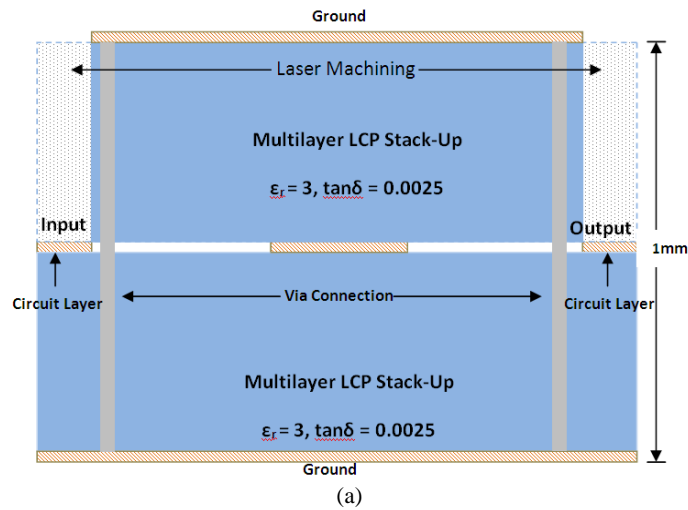 Ground
Laser Machining
Multilayer LCP Stack-Up
εr = 3, tanδ = 0.0025
Input
Output
1mm
Circuit Layer
Via Connection
Circuit Layer
Multilayer LCP Stack-Up
εr = 3, tanδ = 0.0025
Ground
(a)